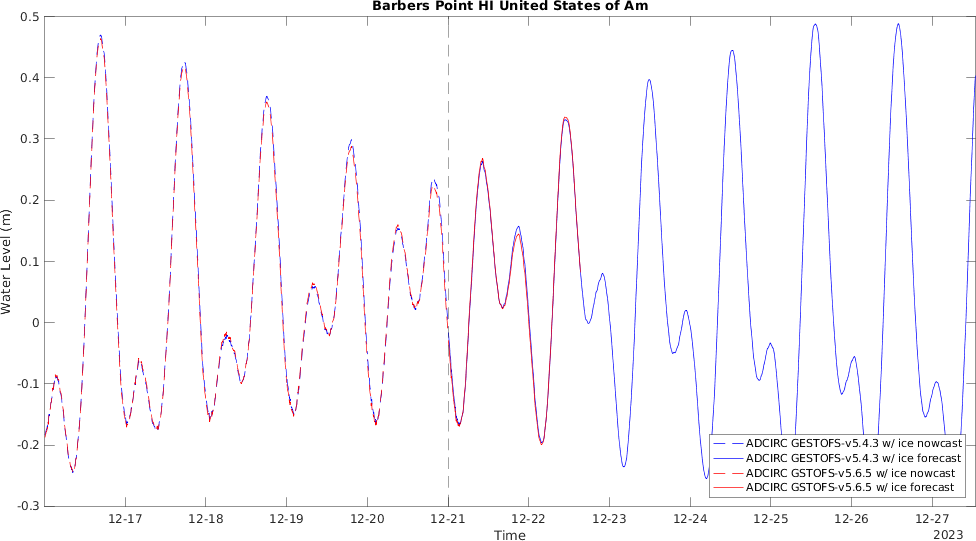 Barbers Point HI United States of Am
0.5
0.4
0.3
0.2
0.1
0
-0.1
-0.2
-0.3
Water Level (m)
ADCIRC GESTOFS-v5.4.3 w/ ice nowcast
ADCIRC GESTOFS-v5.4.3 w/ ice forecast
ADCIRC GSTOFS-v5.6.5 w/ ice nowcast
ADCIRC GSTOFS-v5.6.5 w/ ice forecast
12-17 12-18 12-19 12-20 12-21 12-22 12-23 12-24 12-25 12-26 12-27
Time
2023